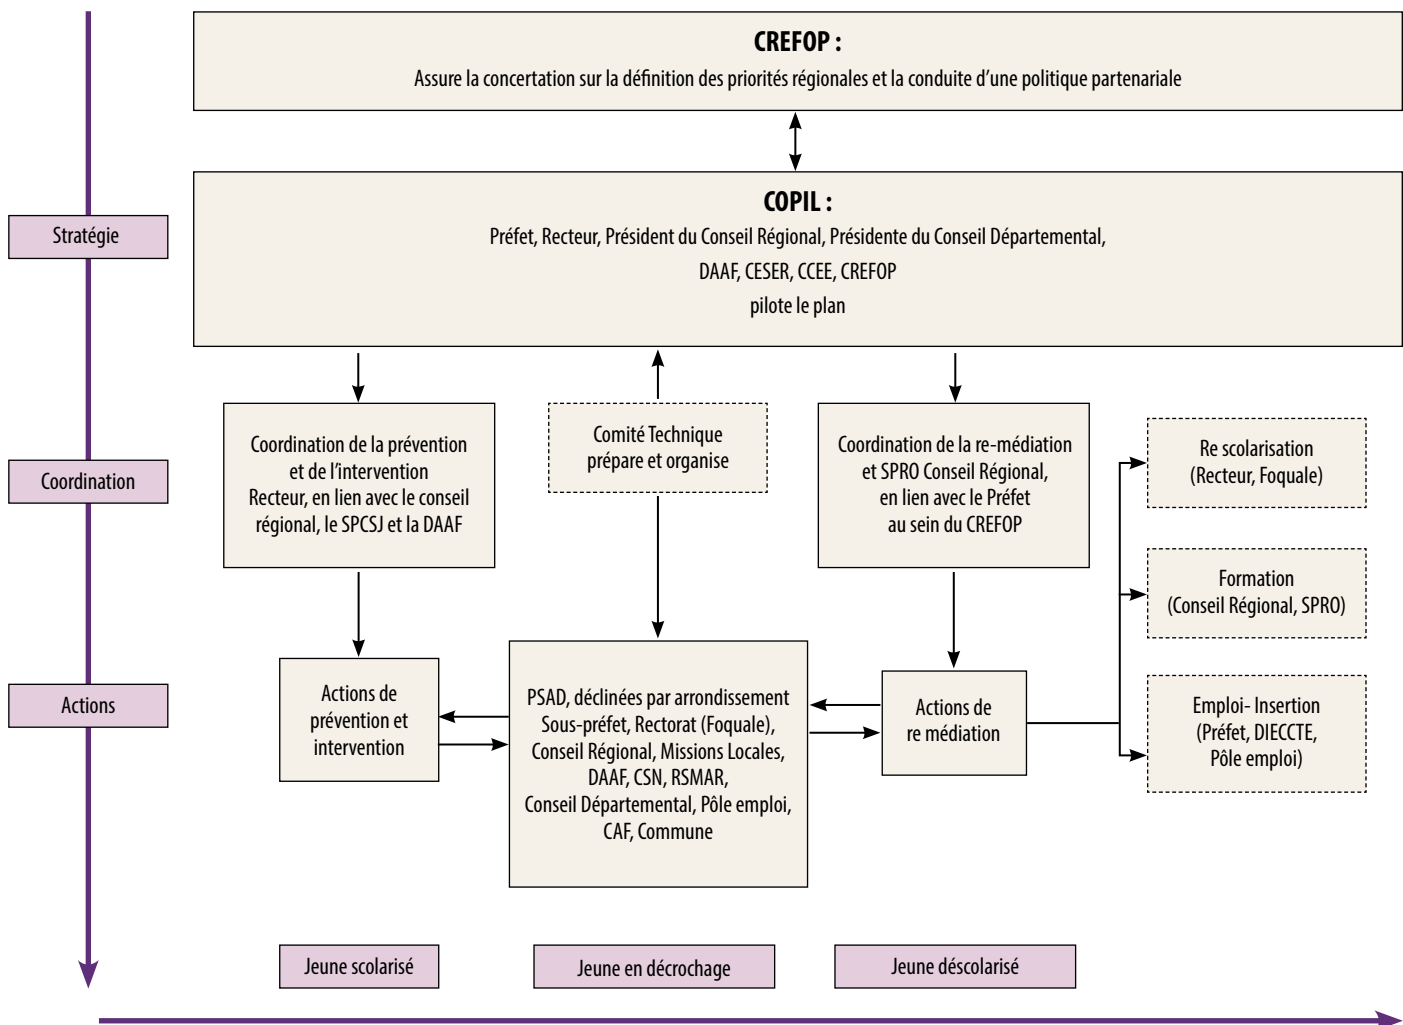 CREFOP :
Assure la concertation sur la définition des priorités régionales et la conduite d'une politique partenariale
Stratégie
COPIL :
Préfet, Recteur, Président du Conseil Régional, Présidente du Conseil Départemental,
DAAF, CESER, CCEE, CREFOP
pilote le plan
Coordination
Coordination de la prévention
et de l'intervention
Recteur, en lien avec le conseil
régional, le SPCSJ et la DAAF
Comité Technique
prépare et organise
Coordination de la re-médiation
et SPRO Conseil Régional,
en lien avec le Préfet
au sein du CREFOP
Re scolarisation
(Recteur, Foquale)
Formation
(Conseil Régional, SPRO)
Emploi- Insertion
(Préfet, DIECCTE,
Pôle emploi)
Actions
Actions de
prévention et
intervention
PSAD, déclinées par arrondissement
Sous-préfet, Rectorat (Foquale),
Conseil Régional, Missions Locales,
DAAF, CSN, RSMAR,
Conseil Départemental, Pôle emploi,
CAF, Commune
Actions de
re médiation
Jeune scolarisé
Jeune en décrochage
Jeune déscolarisé